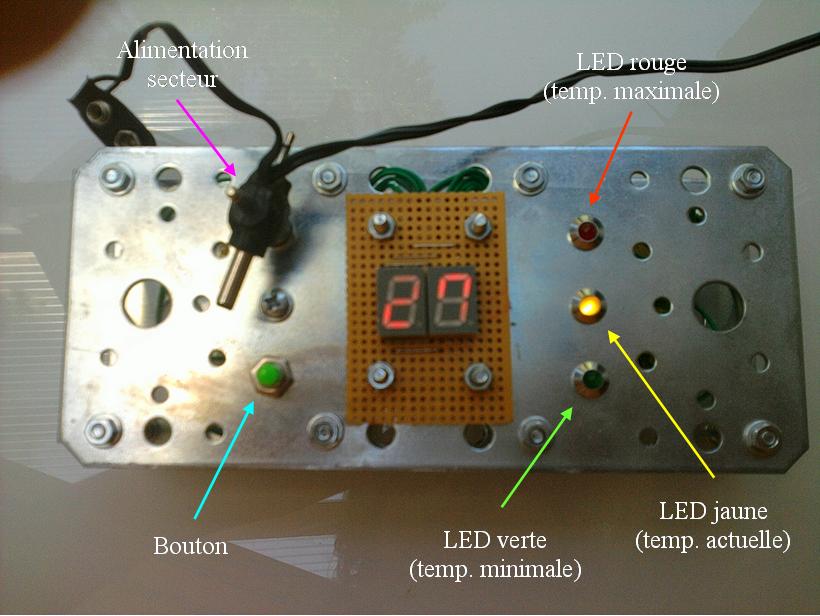 Alimentation
secteur
LED rouge
(temp. maximale)
27
Bouton
LED verte
(temp. minimale)
LED jaune
(temp. actuelle)